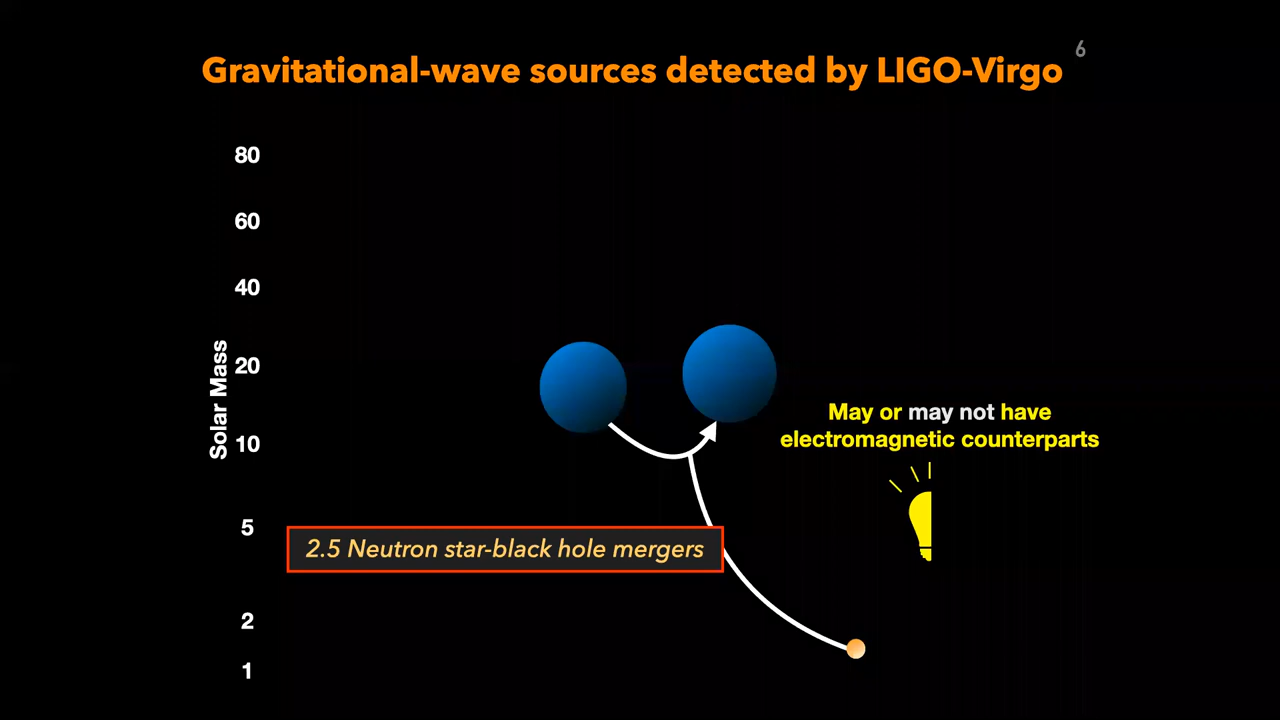 6
Gravitational-wave sources detected by LIGO-Virgo
80
60
40
20
10
5
2
1
Solar Mass
May or may not have
electromagnetic counterparts
2.5 Neutron star-black hole mergers